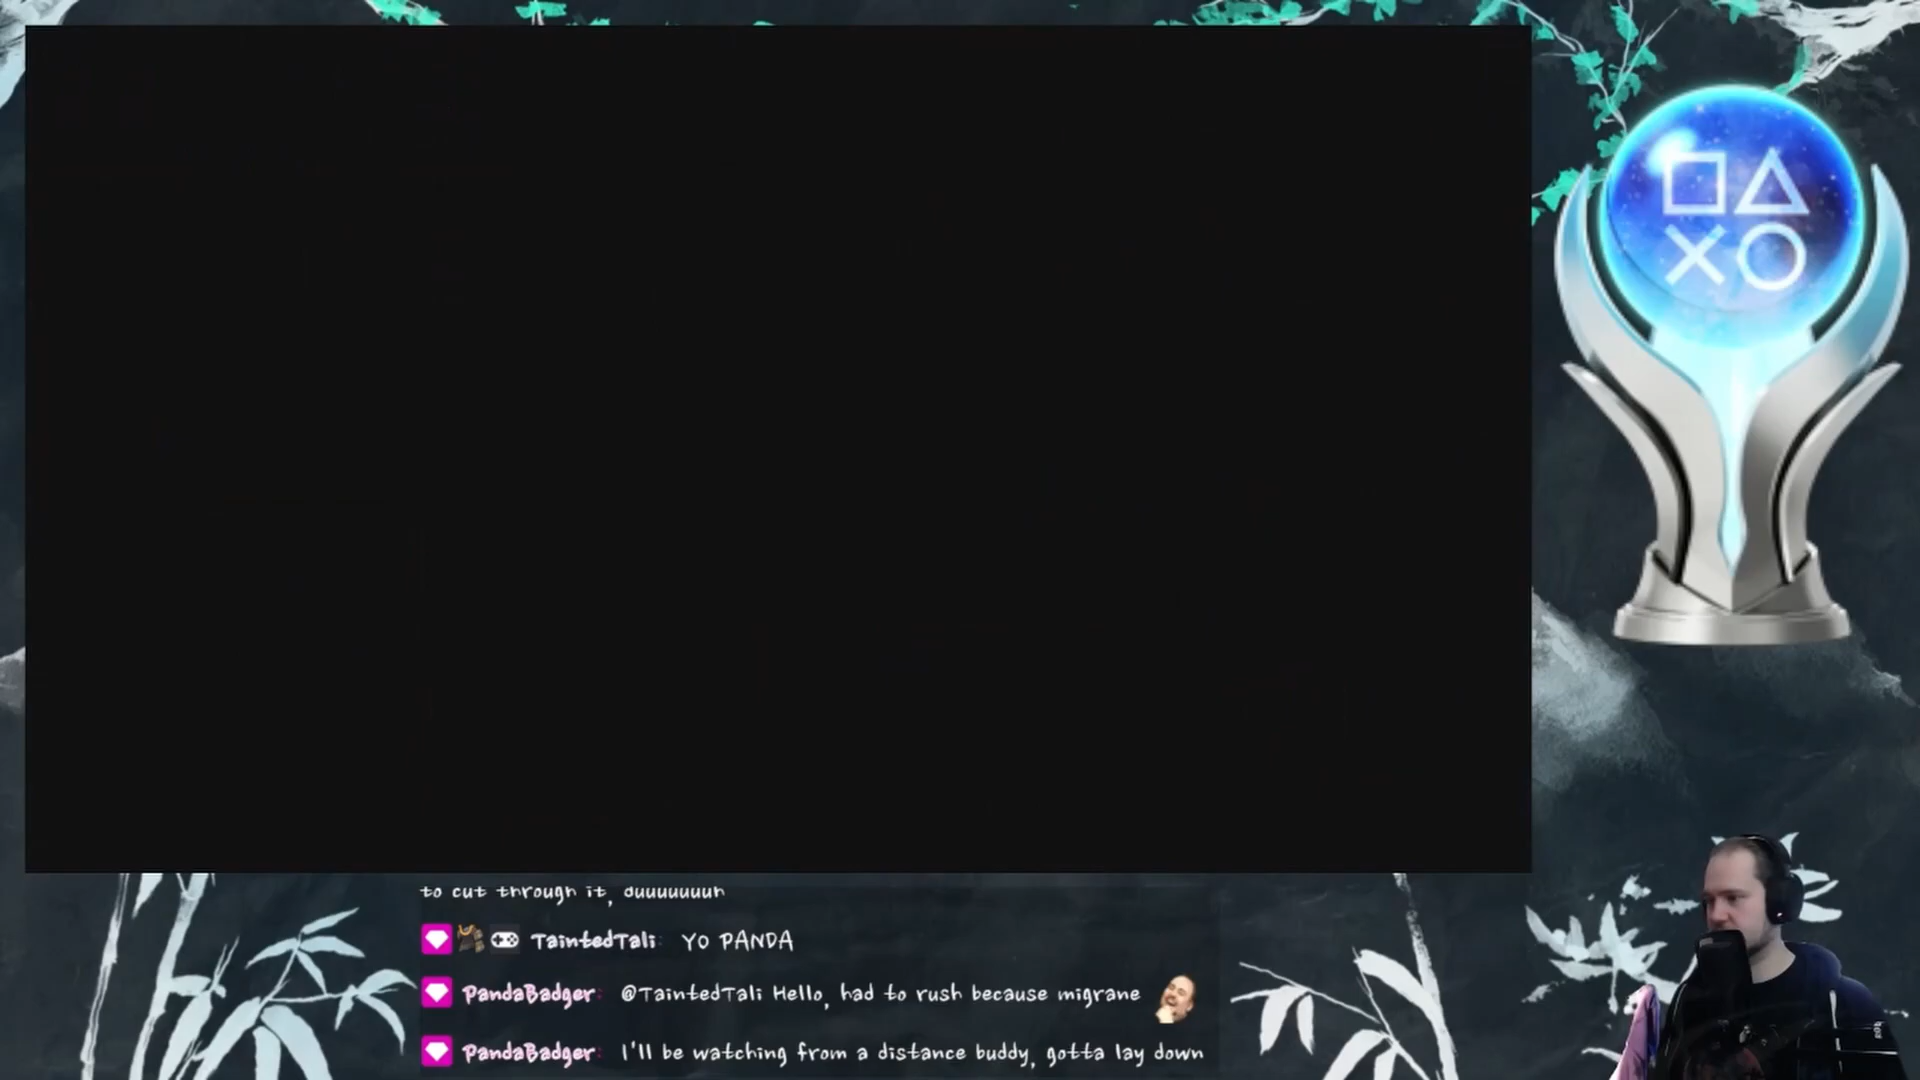 to cut through it, duuuuuuuh
TaintedTali: YO PANDA
PandaBadger: @TaintedTali Hello, had to rush because migrane
PandaBadger: I'll be watching from a distance buddy, gotta lay down